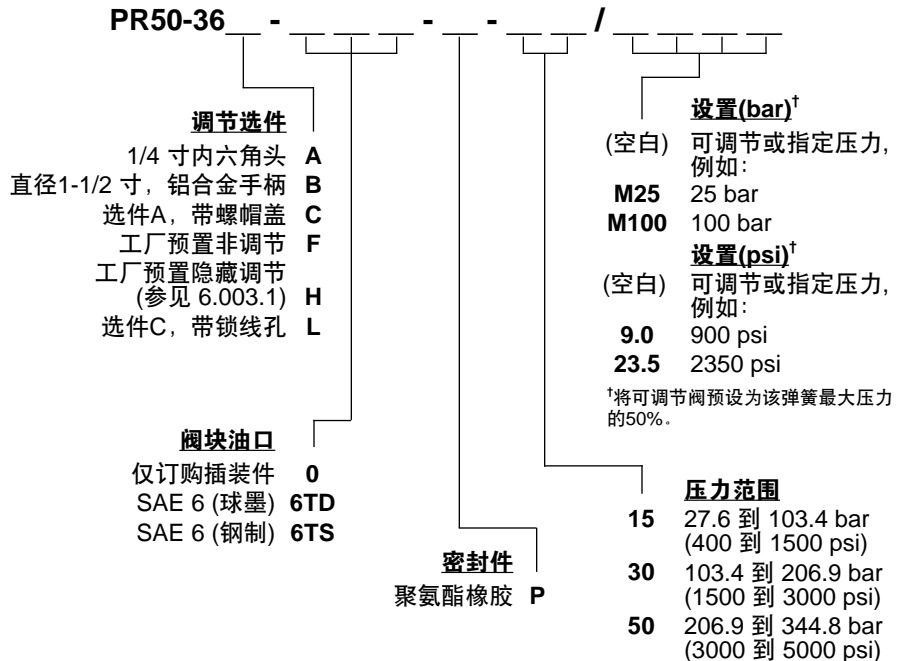 PR50-36__ - __ __ __ - __ - __ __ / __ __ __ __
调节选件
1/4 寸内六角头 A
直径1-1/2 寸，铝合金手柄 B
选件A，带螺帽盖 C
工厂预置非调节 F
工厂预置隐藏调节
(参见 6.003.1) H
选件C，带锁线孔 L
阀块油口
仅订购插装件 0
SAE 6 (球墨) 6TD
SAE 6 (钢制) 6TS
密封件
聚氨酯橡胶 P
设置(bar)†
(空白) 可调节或指定压力，
例如：
M25 25 bar
M100 100 bar
设置(psi)†
(空白) 可调节或指定压力，
例如：
9.0 900 psi
23.5 2350 psi
†将可调节阀预设为该弹簧最大压力
的50%。
压力范围
15 27.6 到 103.4 bar
(400 到 1500 psi)
30 103.4 到 206.9 bar
(1500 到 3000 psi)
50 206.9 到 344.8 bar
(3000 到 5000 psi)